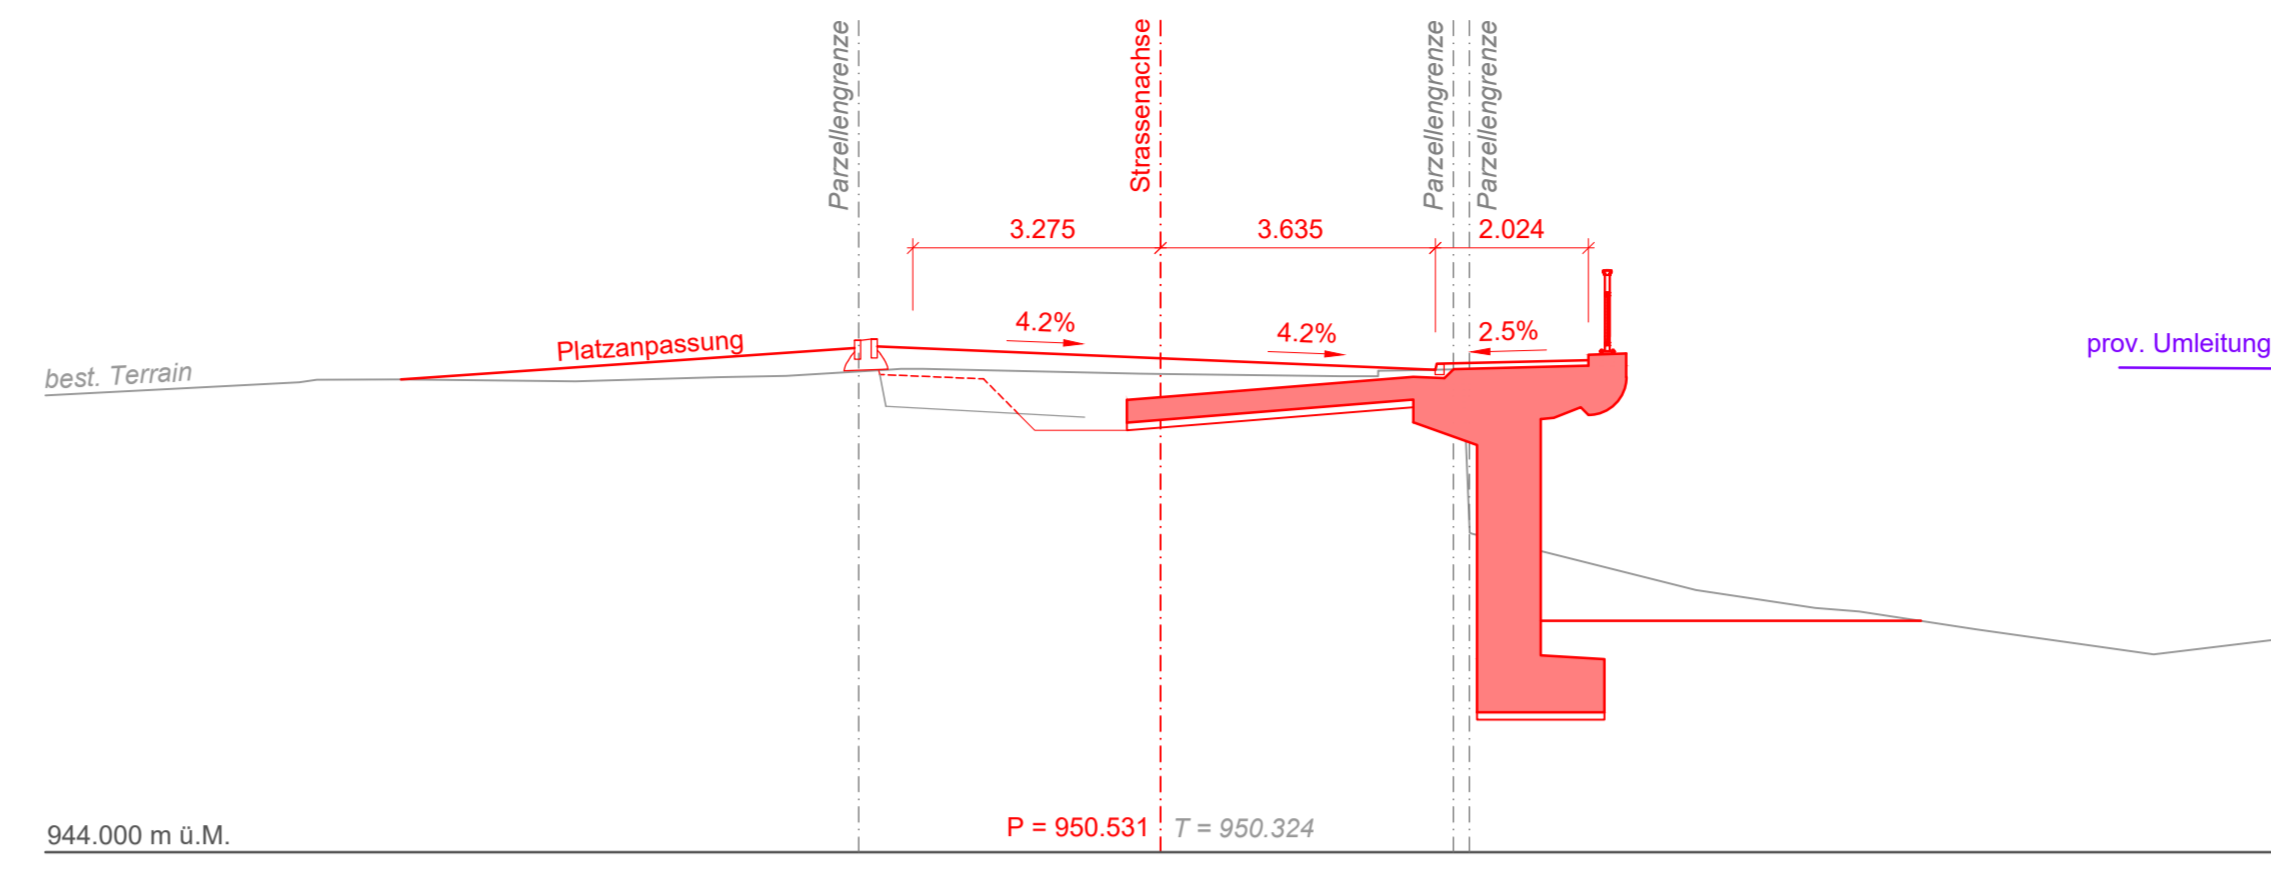 Parzellengrenze
Strassenachse
Parzellengrenze
Parzellengrenze
3.275
3.635
2.024
4.2%
4.2%
2.5%
Platzanpassung
prov. Umleitung
best. Terrain
P = 950.531
T = 950.324
944.000 m ü.M.